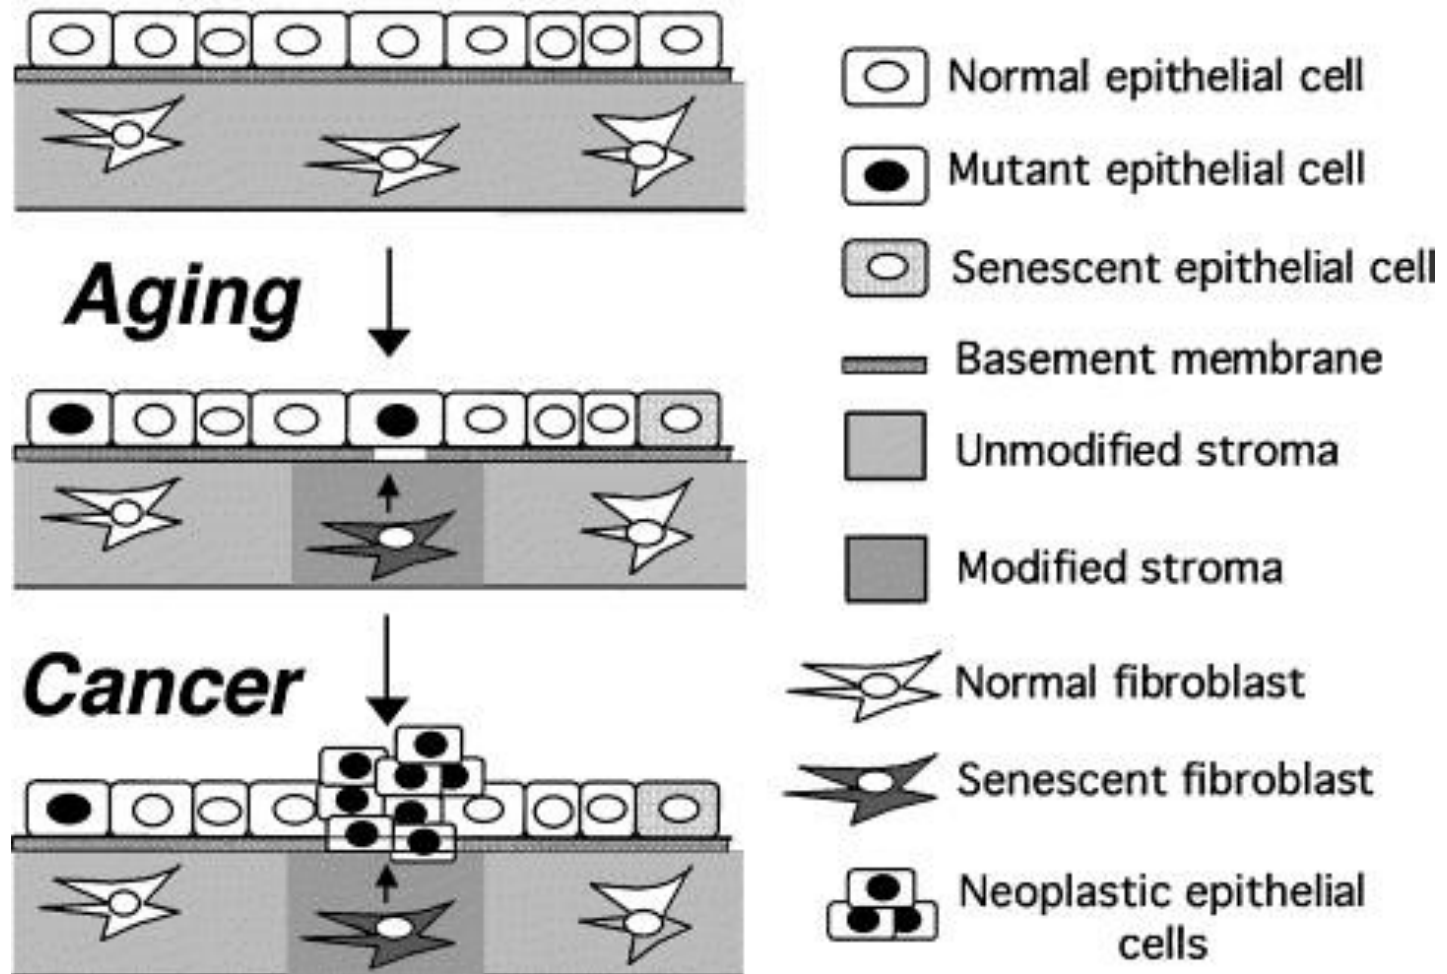 Normal epithelial cell
Mutant epithelial cell
Senescent epithelial cell
Basement membrane
Unmodified stroma
Modified stroma
Normal fibroblast
Senescent fibroblast
Neoplastic epithelial
cells
Aging
Cancer